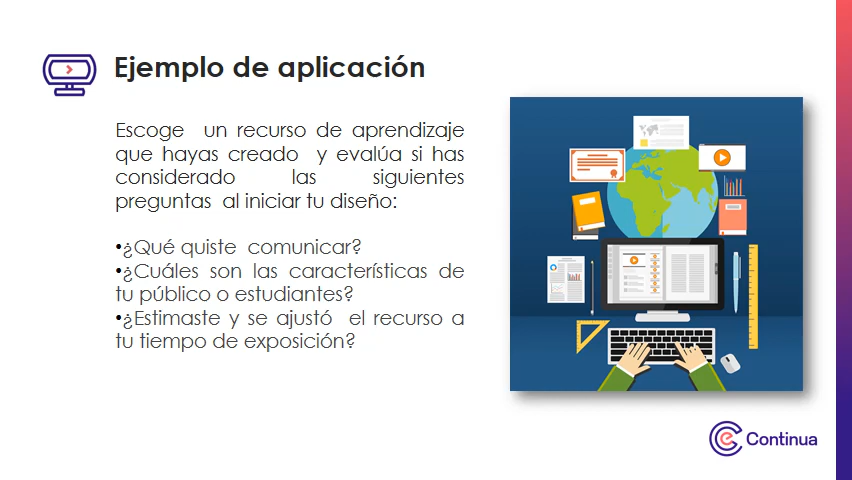 Ejemplo de aplicación
Escoge un recurso de aprendizaje
que hayas creado y evalúa si has
considerado las siguientes
preguntas al iniciar tu diseño:
•¿Qué quiste comunicar?
•¿Cuáles son las características de
tu público o estudiantes?
•¿Estimaste y se ajustó el recurso a
tu tiempo de exposición?
Continua